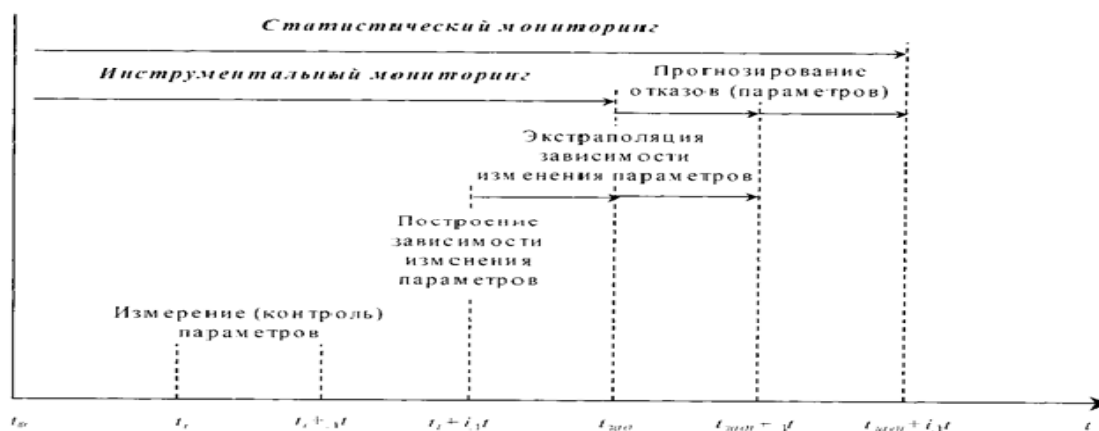 Статистический мониторинг
Инструментальный мониторинг
Прогнозирование
отказов (параметров)
Экстраполяция
зависимости
изменения параметров
Построение
зависимости
изменения
параметров
Измерение (контроль)
параметров
t